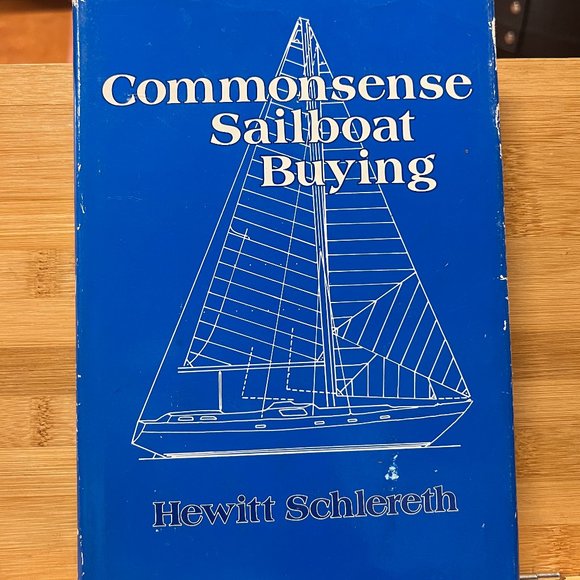 Commonsense
Sailboat
Buying
Hewitt Schlereth